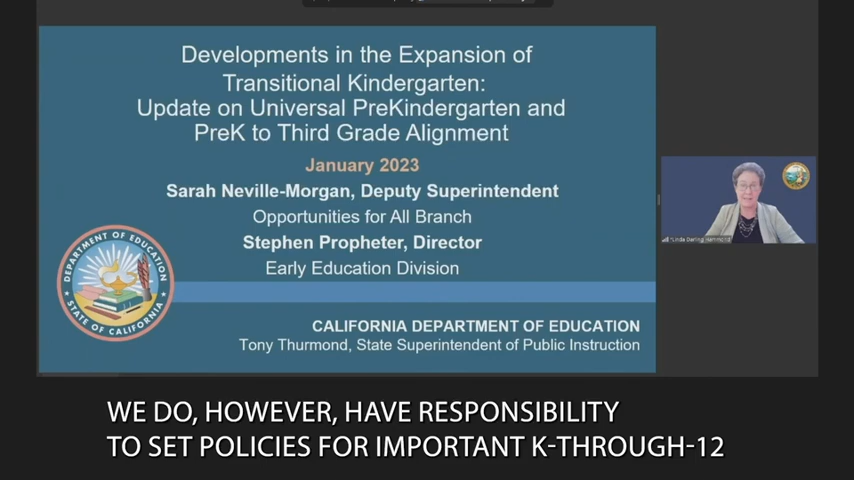 Developments in the Expansion of
Transitional Kindergarten:
Update on Universal PreKindergarten and
PreK to Third Grade Alignment
January 2023
Sarah Neville-Morgan, Deputy Superintendent
Opportunities for All Branch
Stephen Propheter, Director
Early Education Division
DEPARTMENT OF EDUCATION
STATE OF CALIFORNIA
CALIFORNIA DEPARTMENT OF EDUCATION
Tony Thurmond, State Superintendent of Public Instruction
*Linda Darling Hammond
WE DO, HOWEVER, HAVE RESPONSIBILITY
TO SET POLICIES FOR IMPORTANT K-THROUGH-12